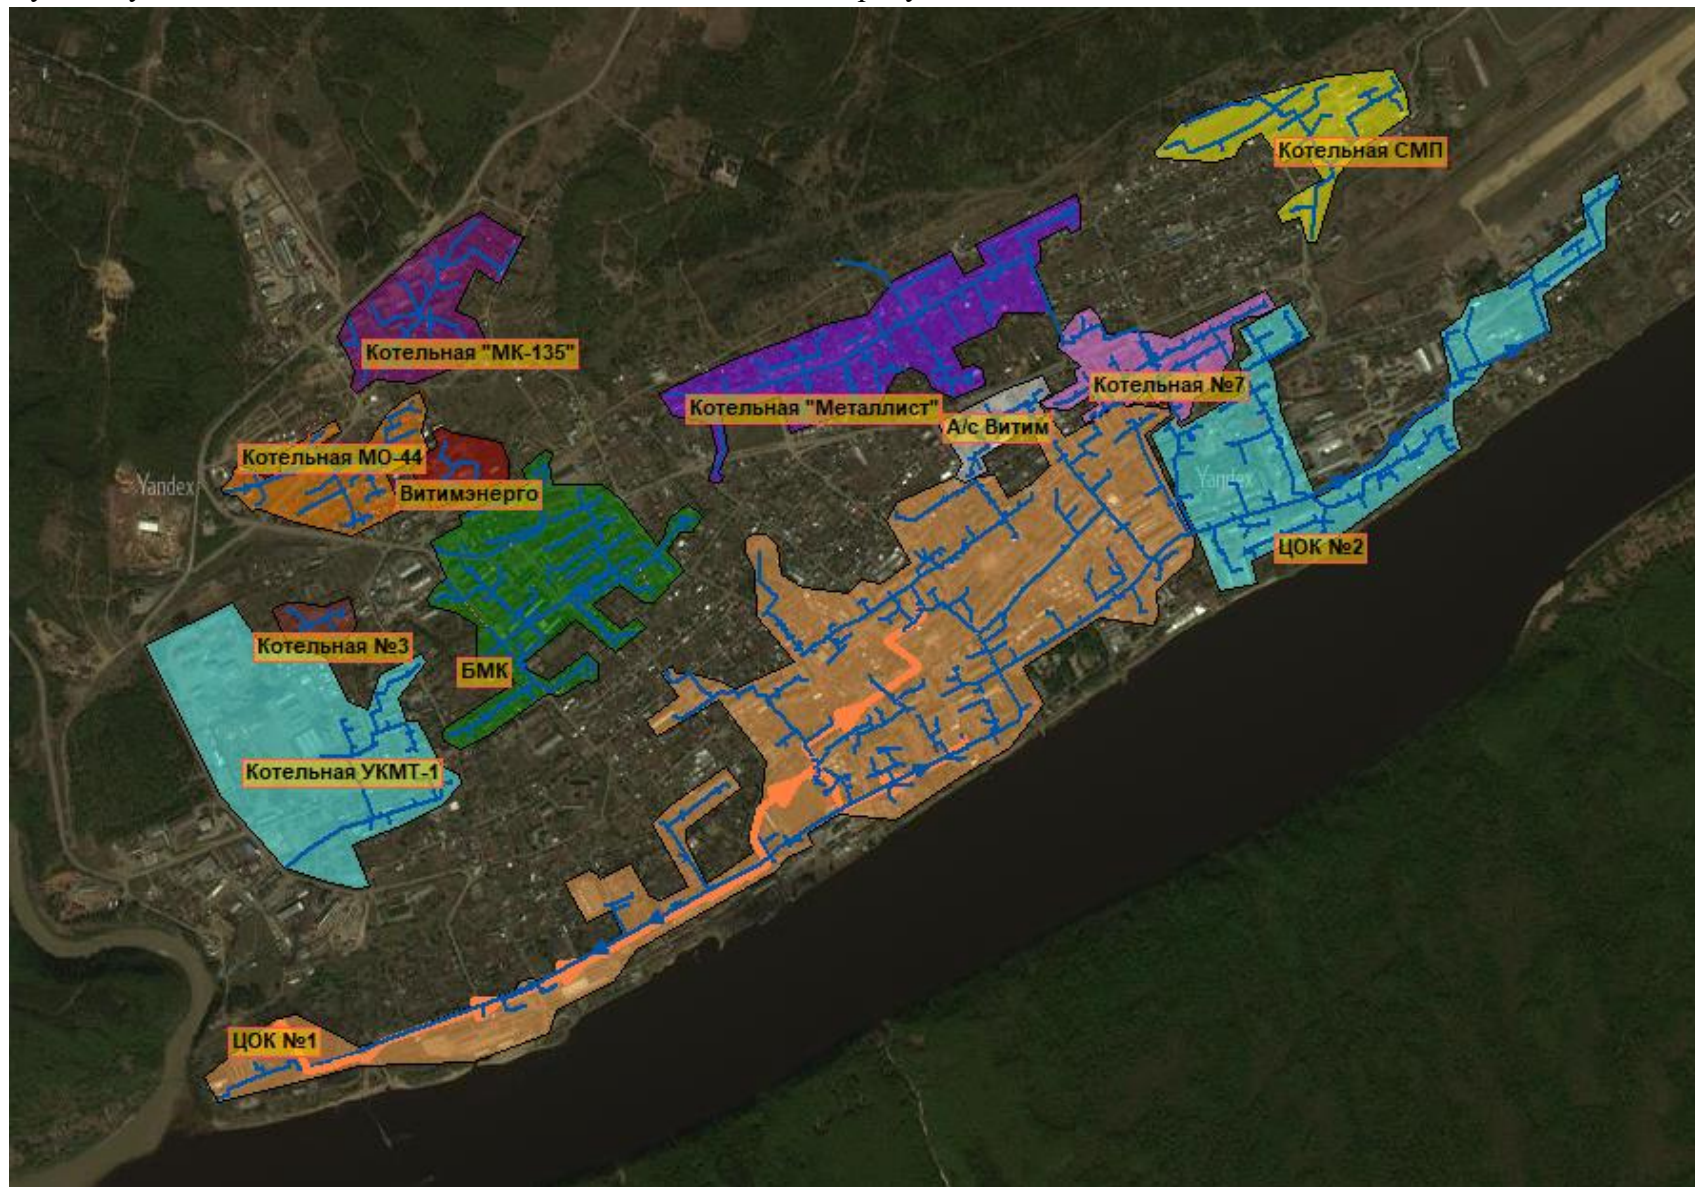 Котельная СМП
Котельная "МК-135"
Котельная №7
Котельная "Металлист"
А/с Витим
Котельная МО-44
Yandex
Yandex
Витимэнерго
ЦОК №2
Котельная №3
БМК
Котельная УКМТ-1
ЦОК №1